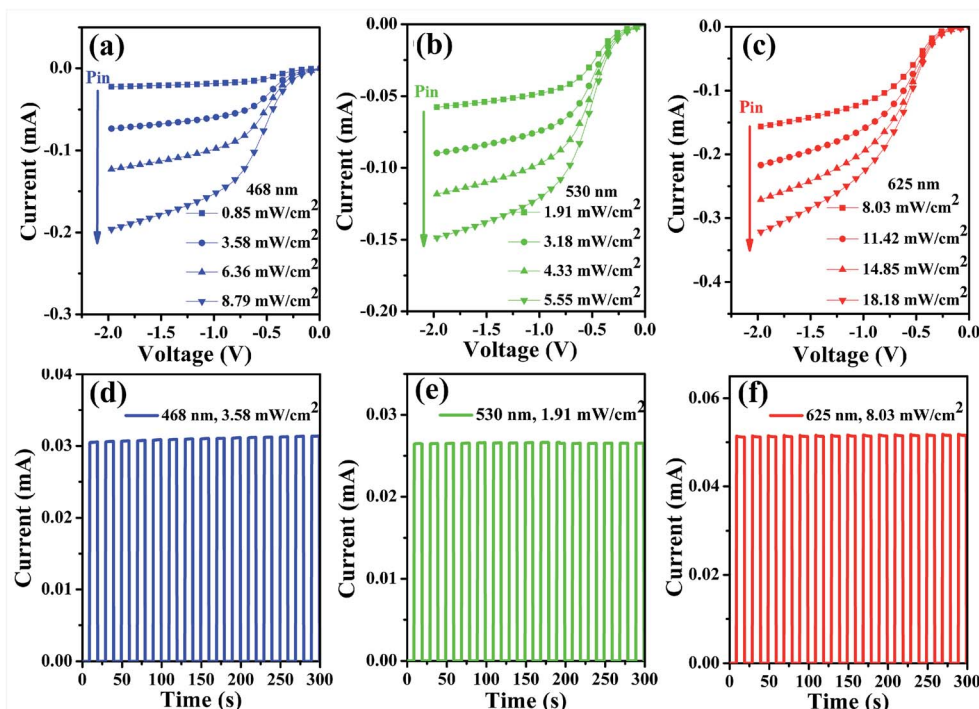 (a)
Pin
468 nm
0.85 mW/cm²
3.58 mW/cm²
6.36 mW/cm²
8.79 mW/cm²
0.0
-0.1
-0.2
-0.3
Current (mA)
-2.0 -1.5 -1.0 -0.5 0.0
Voltage (V)
(b)
Pin
530 nm
1.91 mW/cm²
3.18 mW/cm²
4.33 mW/cm²
5.55 mW/cm²
0.00
-0.05
-0.10
-0.15
-0.20
Current (mA)
-2.0 -1.5 -1.0 -0.5 0.0
Voltage (V)
(c)
Pin
625 nm
8.03 mW/cm²
11.42 mW/cm²
14.85 mW/cm²
18.18 mW/cm²
0.0
-0.1
-0.2
-0.3
-0.4
Current (mA)
-2.0 -1.5 -1.0 -0.5 0.0
Voltage (V)
(d)
468 nm, 3.58 mW/cm²
0.04
0.03
0.02
0.01
0.00
Current (mA)
0 50 100 150 200 250 300
Time (s)
(e)
530 nm, 1.91 mW/cm²
0.03
0.02
0.01
0.00
Current (mA)
0 50 100 150 200 250 300
Time (s)
(f)
625 nm, 8.03 mW/cm²
0.06
0.04
0.02
0.00
Current (mA)
0 50 100 150 200 250 300
Time (s)